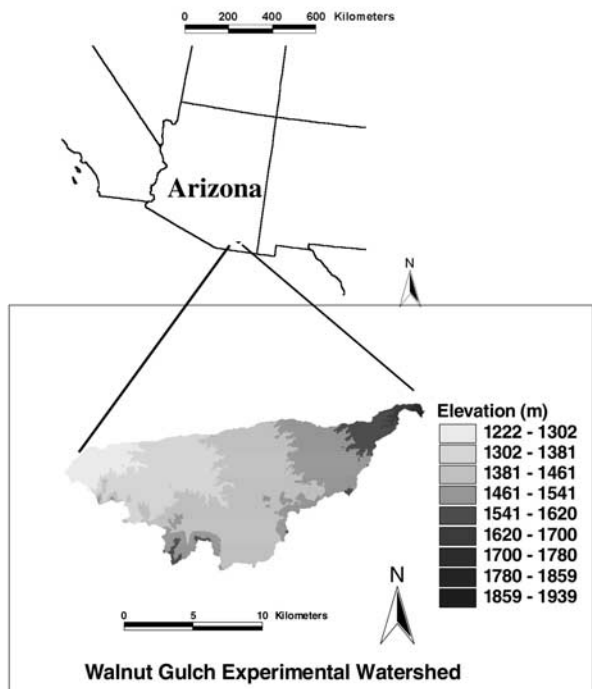 0 200 400 600 Kilometers
Arizona
N
Elevation (m)
1222 - 1302
1302 - 1381
1381 - 1461
1461 - 1541
1541 - 1620
1620 - 1700
1700 - 1780
1780 - 1859
1859 - 1939
N
0 5 10 Kilometers
Walnut Gulch Experimental Watershed